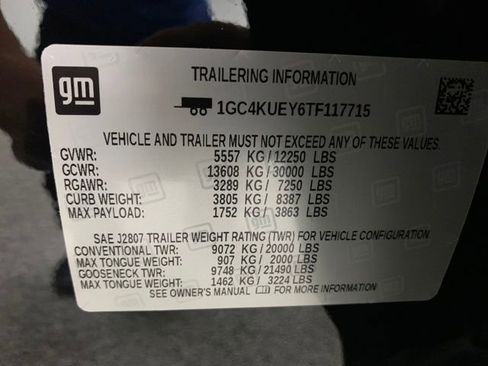 gm
TRAILERING INFORMATION
1GC4KUEY6TF117715
VEHICLE AND TRAILER MUST NOT EXCEED ANY OF THESE VALUES.
GVWR: 5557 KG / 12250 LBS
GCWR: 13608 KG / 30000 LBS
RGAWR: 3289 KG / 7250 LBS
CURB WEIGHT: 3805 KG / 8387 LBS
MAX PAYLOAD: 1752 KG / 3863 LBS
SAE J2807 TRAILER WEIGHT RATING (TWR) FOR VEHICLE CONFIGURATION.
CONVENTIONAL TWR: 9072 KG / 20000 LBS
MAX TONGUE WEIGHT: 907 KG / 2000 LBS
GOOSENECK TWR: 9748 KG / 21490 LBS
MAX TONGUE WEIGHT: 1462 KG / 3224 LBS
SEE OWNER'S MANUAL gm FOR MORE INFORMATION